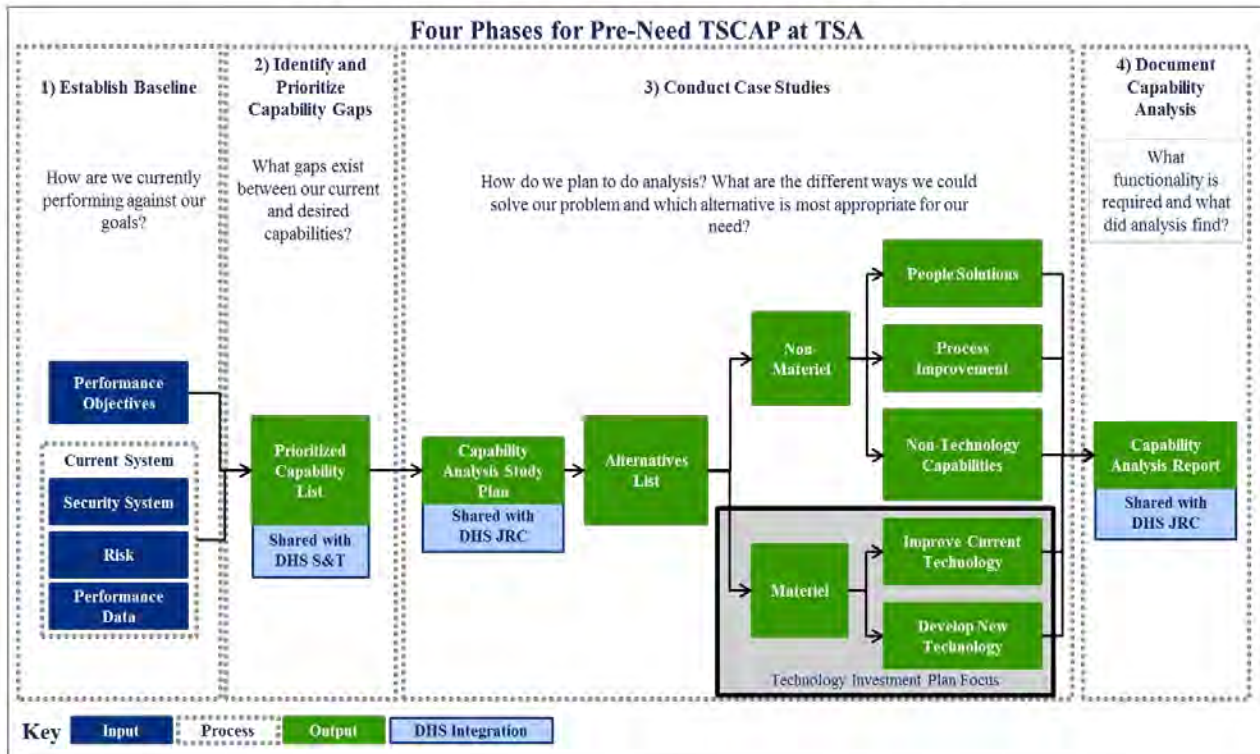 Four Phases for Pre-Need TSCAP at TSA
1) Establish Baseline
How are we currently
performing against our
goals?
Performance
Objectives
Current System
Security System
Risk
Performance
Data
2) Identify and
Prioritize
Capability Gaps
What gaps exist
between our current
and desired
capabilities?
Prioritized
Capability
List
Shared with
DHS S&T
3) Conduct Case Studies
How do we plan to do analysis? What are the different ways we could
solve our problem and which alternative is most appropriate for our
need?
Capability
Analysis Study
Plan
Shared with
DHS JRC
Alternatives
List
Non-
Materiel
People Solutions
Process
Improvement
Non-Technology
Capabilities
Materiel
Improve Current
Technology
Develop New
Technology
Technology Investment Plan Focus
4) Document
Capability
Analysis
What
functionality is
required and what
did analysis find?
Capability
Analysis Report
Shared with
DHS JRC
Key
Input
Process
Output
DHS Integration